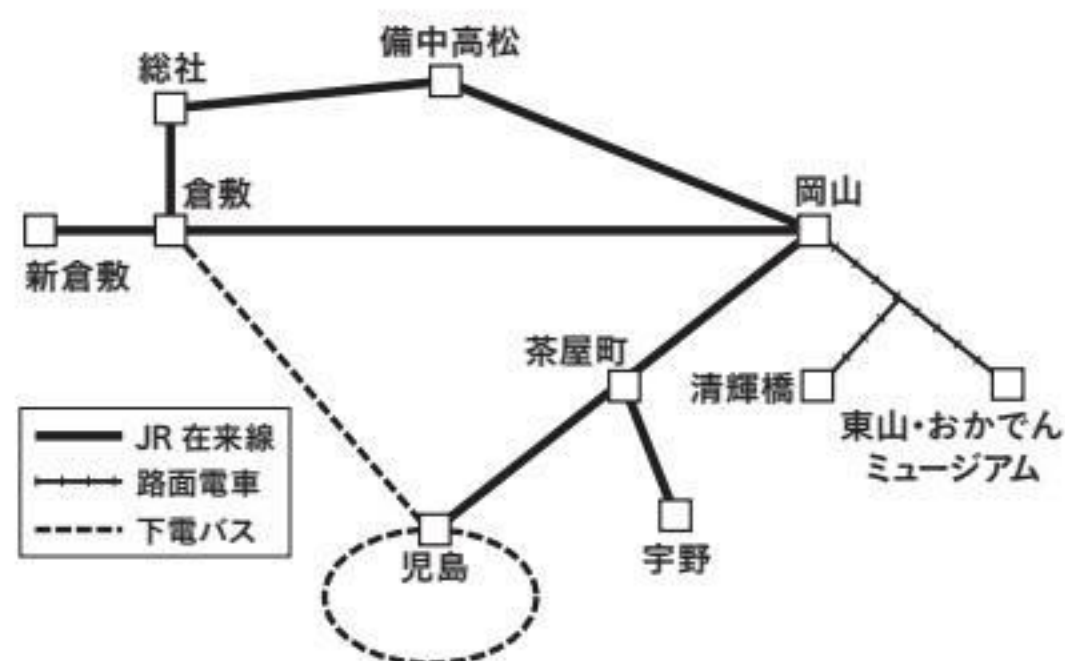 備中高松
総社
倉敷
岡山
新倉敷
茶屋町
清輝橋
東山・おかでん
ミュージアム
JR在来線
路面電車
下電バス
児島
宇野